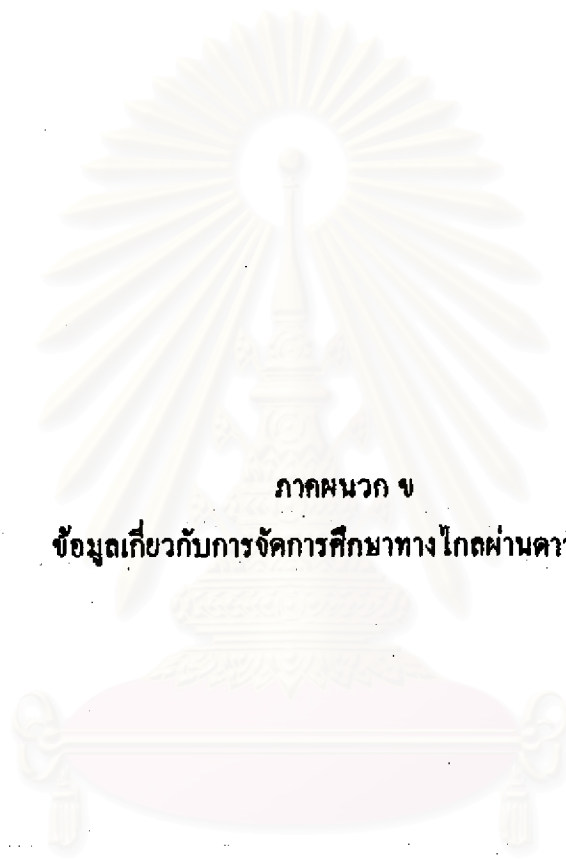 ภาคผนวก ข
ข้อมูลเกี่ยวกับการจัดการศึกษาทางไกลผ่านดา